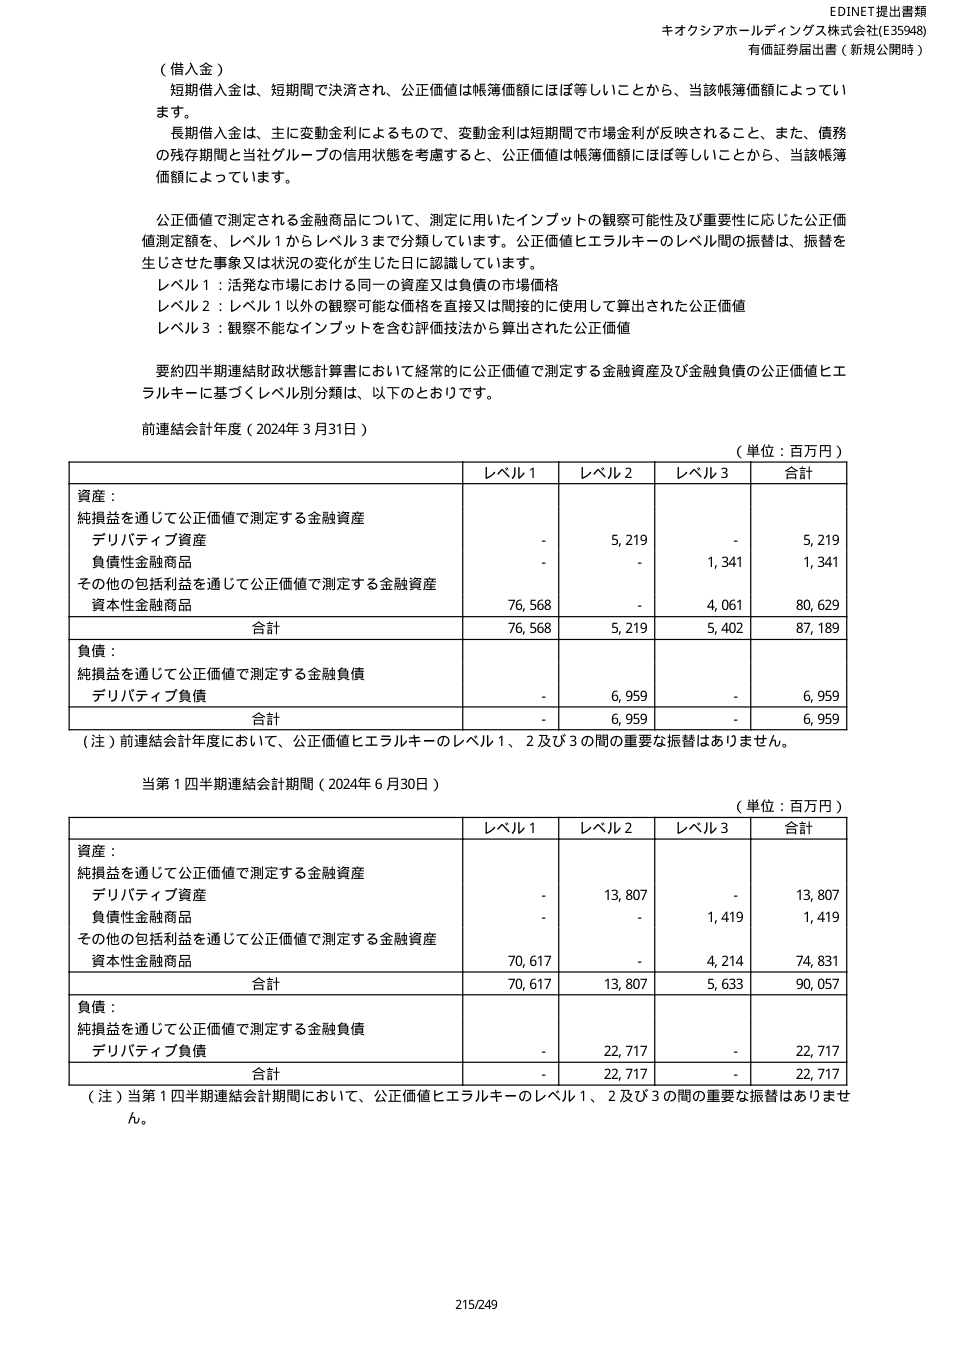 EDINET提出書類
キオクシアホールディングス株式会社(E35948)
有価証券届出書（新規公開時）
（借入金）
短期借入金は、短期間で決済され、公正価値は帳簿価額にほぼ等しいことから、当該帳簿価額によってい
ます。
長期借入金は、主に変動金利によるもので、変動金利は短期間で市場金利が反映されること、また、債務
の残存期間と当社グループの信用状態を考慮すると、公正価値は帳簿価額にほぼ等しいことから、当該帳簿
価額によっています。
公正価値で測定される金融商品について、測定に用いたインプットの観察可能性及び重要性に応じた公正価
値測定額を、レベル１からレベル３まで分類しています。公正価値ヒエラルキーのレベル間の振替は、振替を
生じさせた事象又は状況の変化が生じた日に認識しています。
レベル１：活発な市場における同一の資産又は負債の市場価格
レベル２：レベル１以外の観察可能な価格を直接又は間接的に使用して算出された公正価値
レベル３：観察不能なインプットを含む評価技法から算出された公正価値
要約四半期連結財政状態計算書において経常的に公正価値で測定する金融資産及び金融負債の公正価値ヒエ
ラルキーに基づくレベル別分類は、以下のとおりです。
前連結会計年度（2024年３月31日）
（単位：百万円）
レベル１ レベル２ レベル３ 合計
資産：
純損益を通じて公正価値で測定する金融資産
デリバティブ資産 - 5,219 - 5,219
負債性金融商品 - - 1,341 1,341
その他の包括利益を通じて公正価値で測定する金融資産
資本性金融商品 76,568 - 4,061 80,629
合計 76,568 5,219 5,402 87,189
負債：
純損益を通じて公正価値で測定する金融負債
デリバティブ負債 - 6,959 - 6,959
合計 - 6,959 - 6,959
（注）前連結会計年度において、公正価値ヒエラルキーのレベル１、２及び３の間の重要な振替はありません。
当第１四半期連結会計期間（2024年６月30日）
（単位：百万円）
レベル１ レベル２ レベル３ 合計
資産：
純損益を通じて公正価値で測定する金融資産
デリバティブ資産 - 13,807 - 13,807
負債性金融商品 - - 1,419 1,419
その他の包括利益を通じて公正価値で測定する金融資産
資本性金融商品 70,617 - 4,214 74,831
合計 70,617 13,807 5,633 90,057
負債：
純損益を通じて公正価値で測定する金融負債
デリバティブ負債 - 22,717 - 22,717
合計 - 22,717 - 22,717
（注）当第１四半期連結会計期間において、公正価値ヒエラルキーのレベル１、２及び３の間の重要な振替はありませ
ん。
215/249